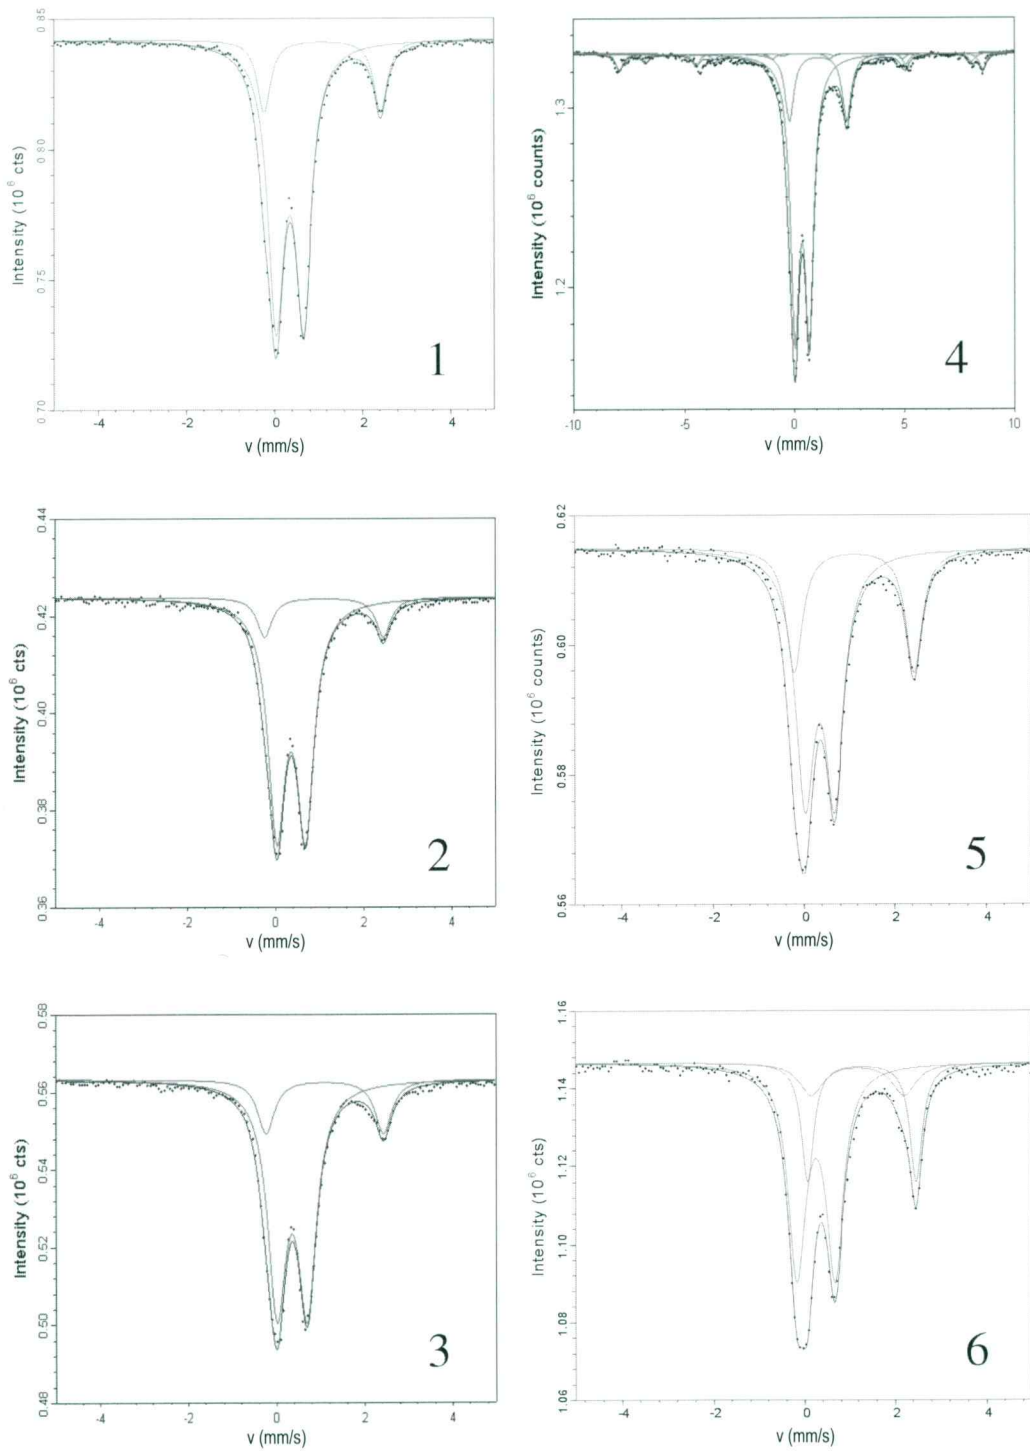 Intensity (10⁶ cts)
0.85
0.80
0.75
0.70
-4 -2 0 2 4
v (mm/s)
1
Intensity (10⁶ counts)
1.3
1.2
-10 -5 0 5 10
v (mm/s)
4
Intensity (10⁶ cts)
0.44
0.42
0.40
0.38
0.36
-4 -2 0 2 4
v (mm/s)
2
Intensity (10⁶ counts)
0.62
0.60
0.58
0.56
-4 -2 0 2 4
v (mm/s)
5
Intensity (10⁶ cts)
0.58
0.56
0.54
0.52
0.50
0.48
-4 -2 0 2 4
v (mm/s)
3
Intensity (10⁶ cts)
1.16
1.14
1.12
1.10
1.08
1.06
-4 -2 0 2 4
v (mm/s)
6